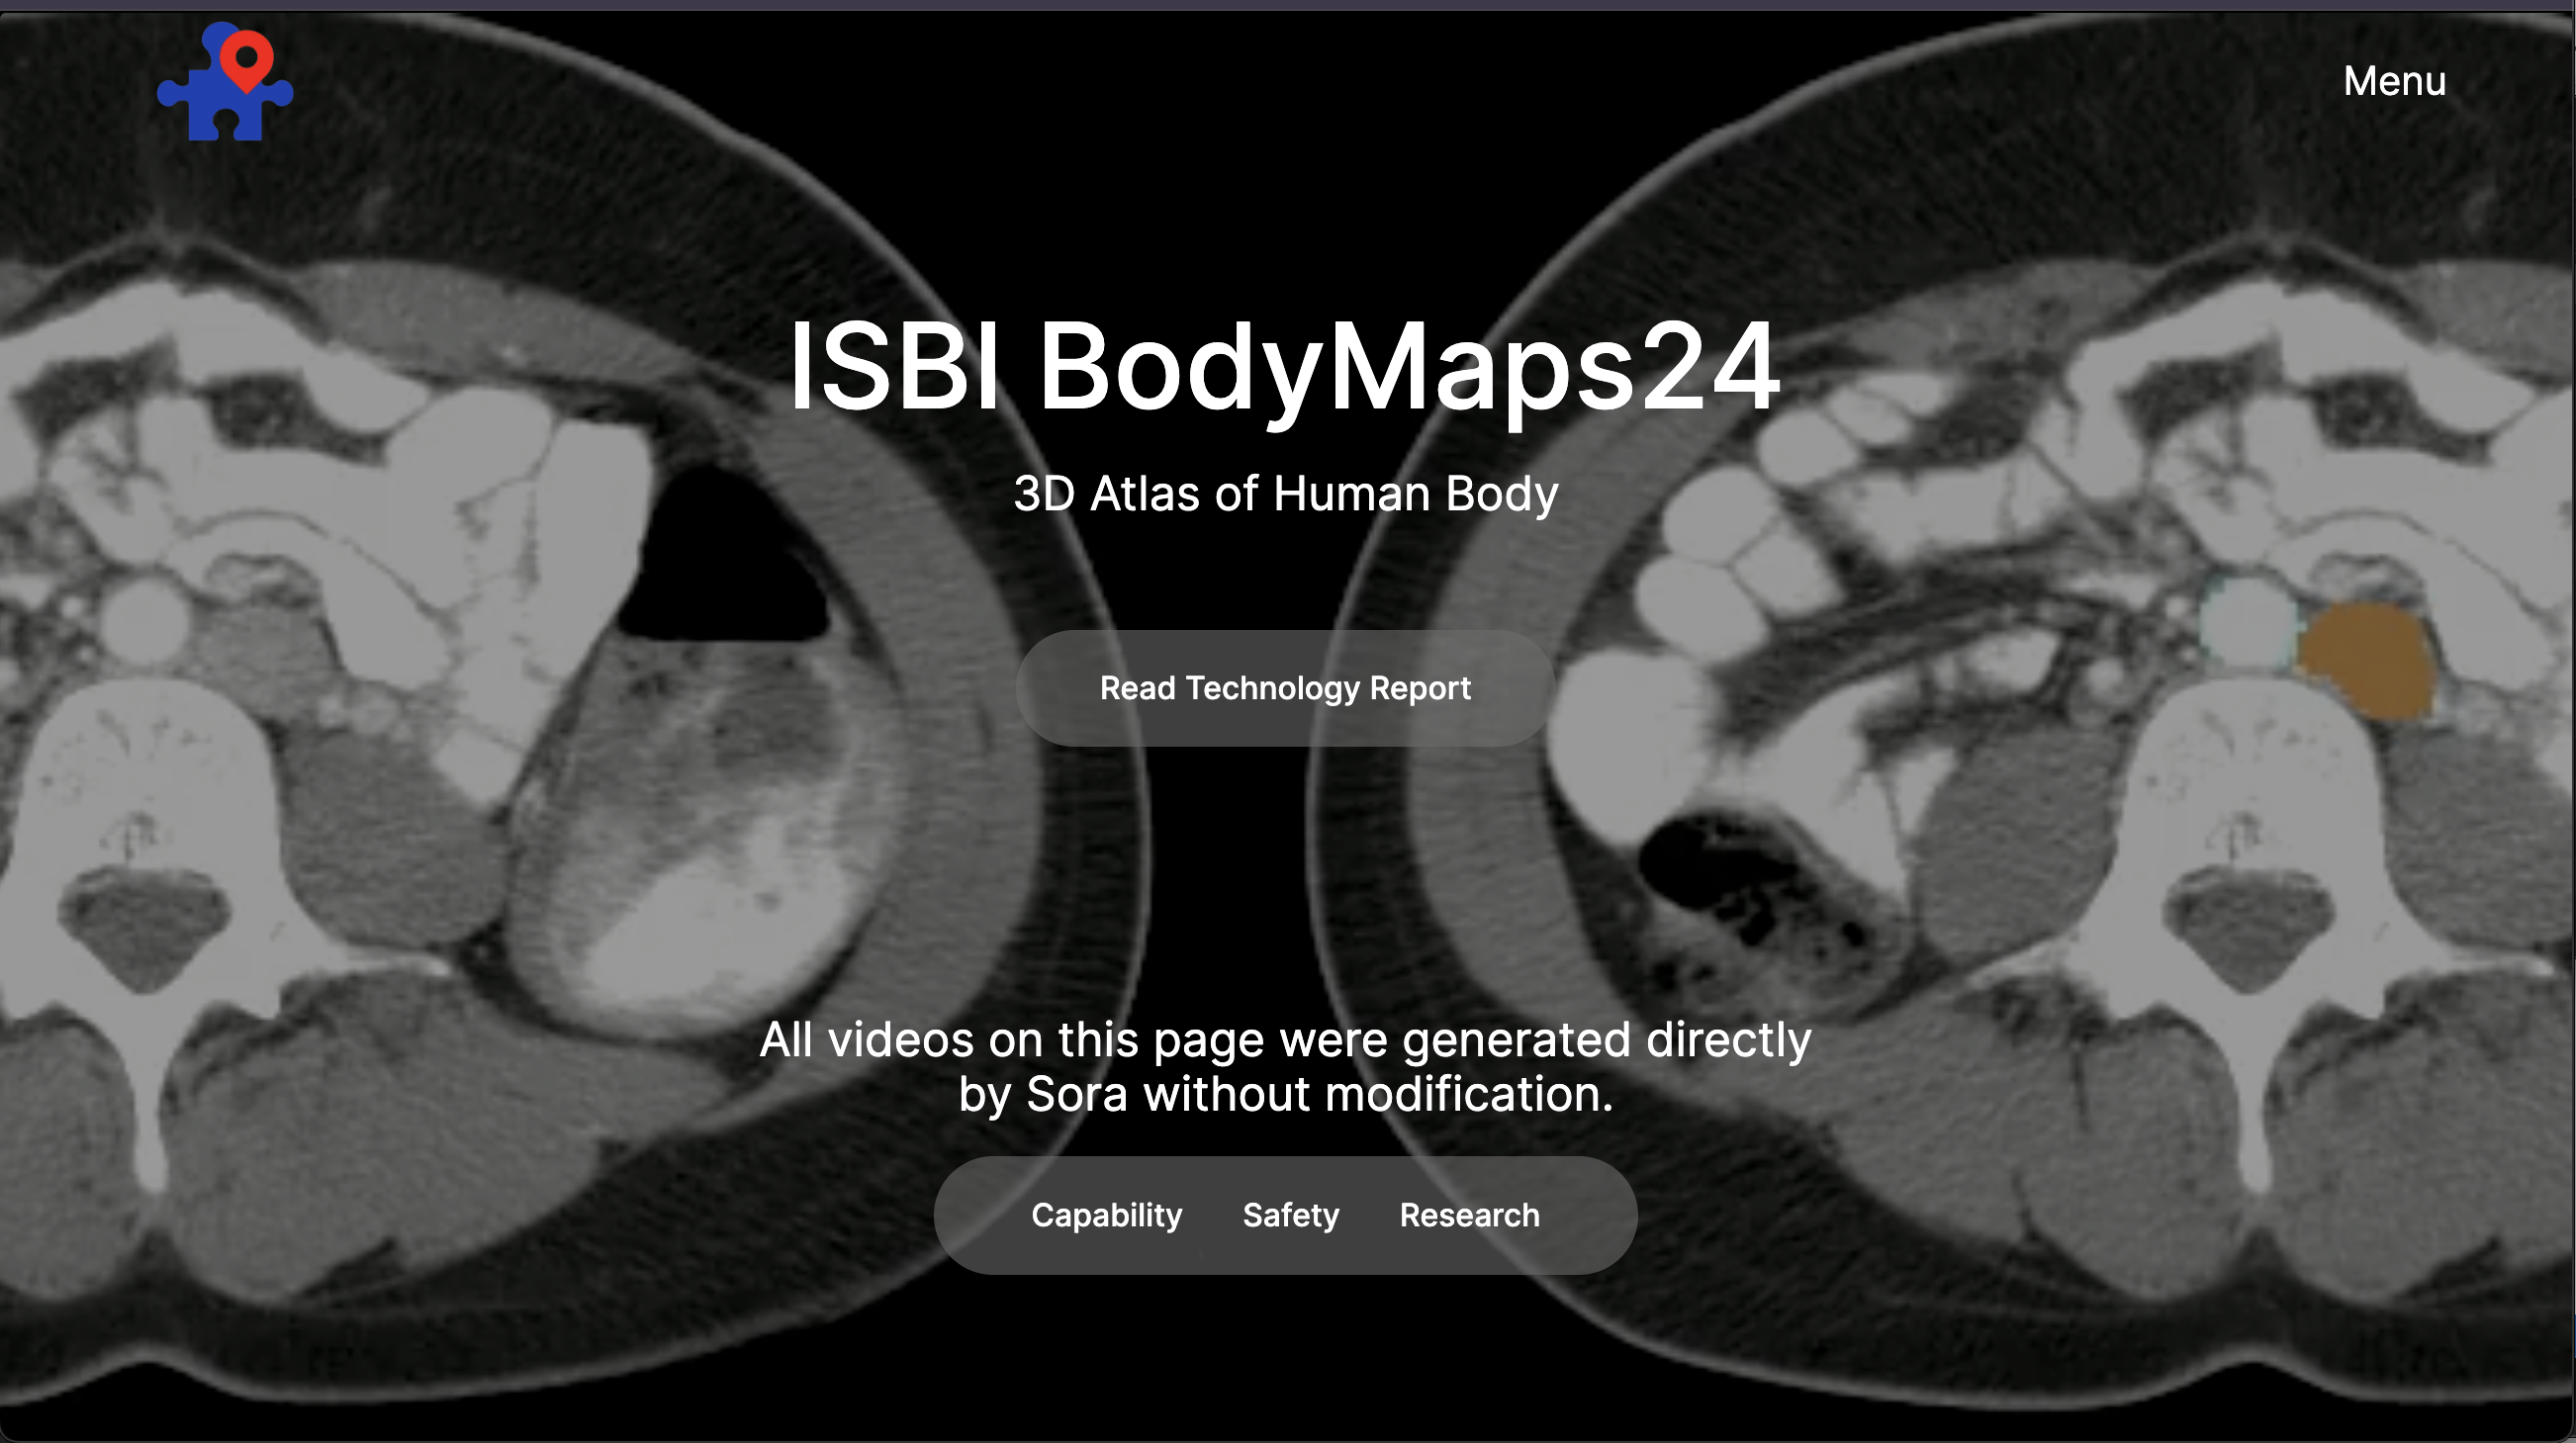 Menu
ISBI BodyMaps24
3D Atlas of Human Body
Read Technology Report
All videos on this page were generated directly
by Sora without modification.
Capability Safety Research